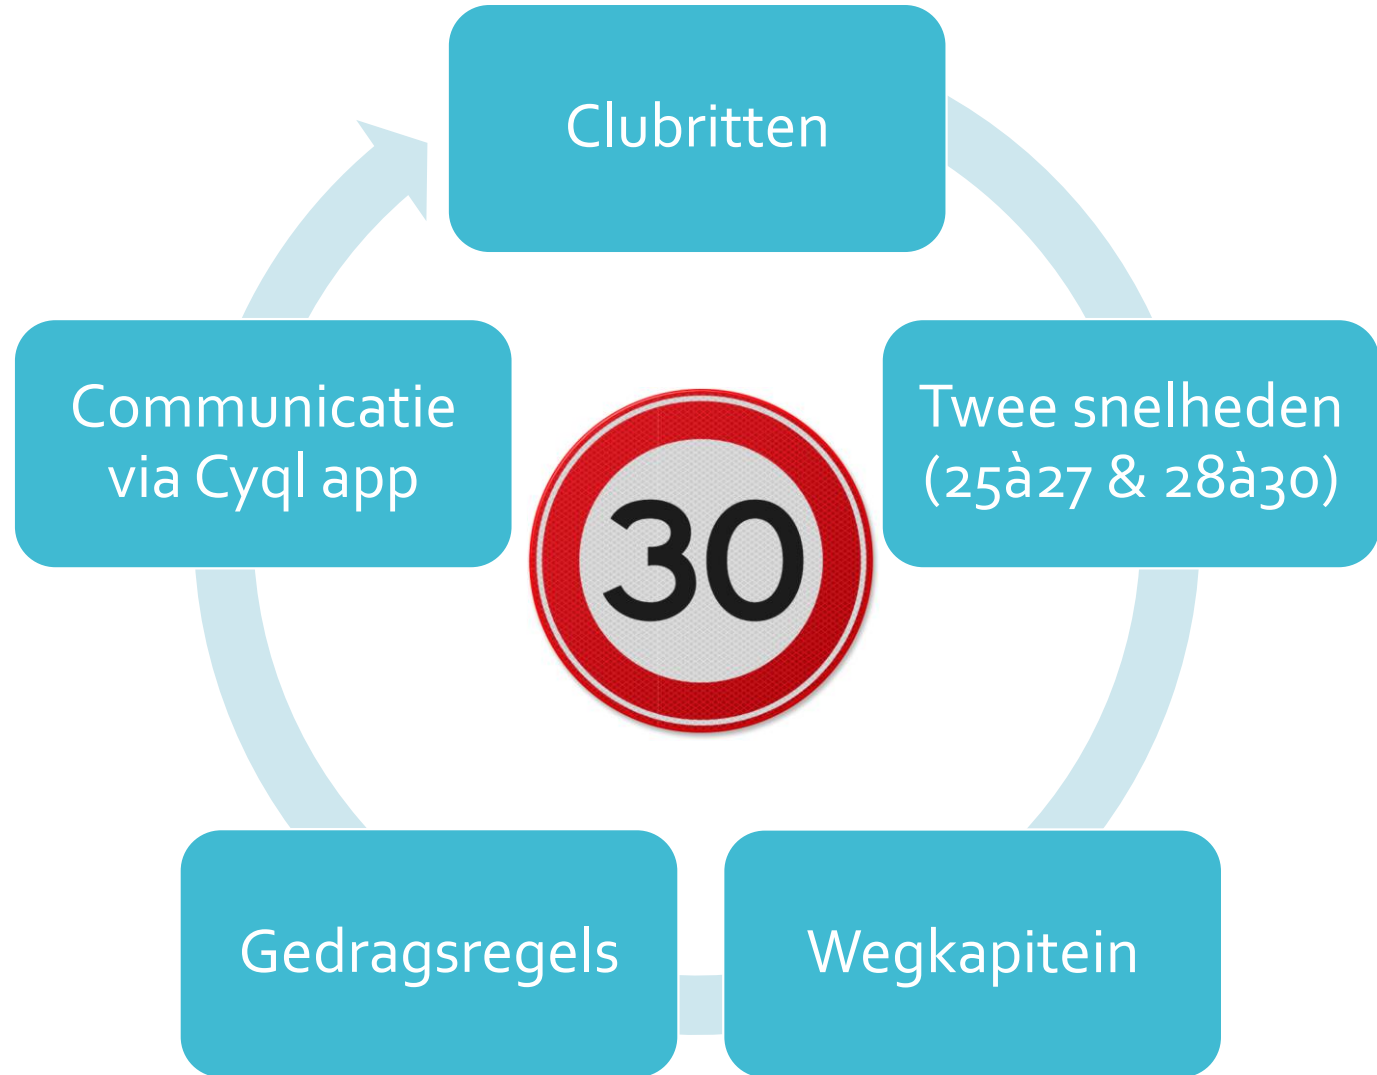 Clubritten
Twee snelheden
(25à27 & 28à30)
Wegkapitein
Gedragsregels
Communicatie
via Cyql app
30